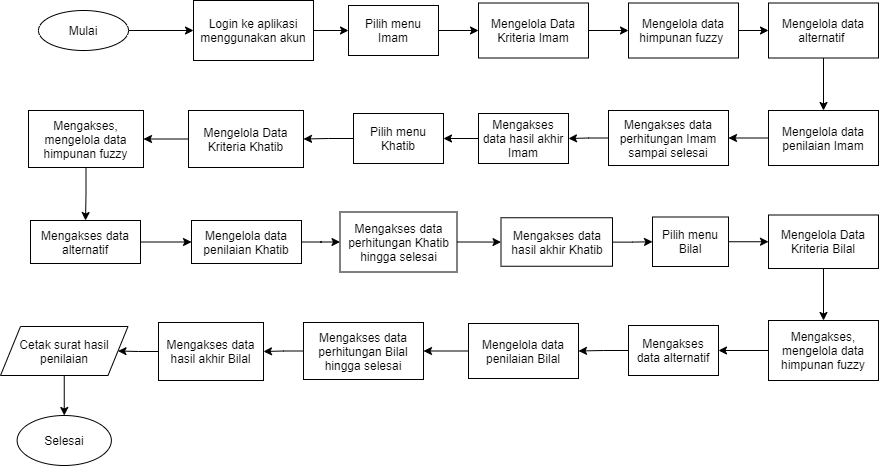 Mulai
Login ke aplikasi
menggunakan akun
Pilih menu
Imam
Mengelola Data
Kriteria Imam
Mengelola data
himpunan fuzzy
Mengelola data
alternatif
Mengelola data
penilaian Imam
Mengakses data
perhitungan Imam
sampai selesai
Mengakses
data hasil akhir
Imam
Pilih menu
Khatib
Mengelola Data
Kriteria Khatib
Mengakses,
mengelola data
himpunan fuzzy
Mengakses data
alternatif
Mengelola data
penilaian Khatib
Mengakses data
perhitungan Khatib
hingga selesai
Mengakses data
hasil akhir Khatib
Pilih menu
Bilal
Mengelola Data
Kriteria Bilal
Mengakses,
mengelola data
himpunan fuzzy
Mengakses
data alternatif
Mengelola data
penilaian Bilal
Mengakses data
perhitungan Bilal
hingga selesai
Mengakses data
hasil akhir Bilal
Cetak surat hasil
penilaian
Selesai